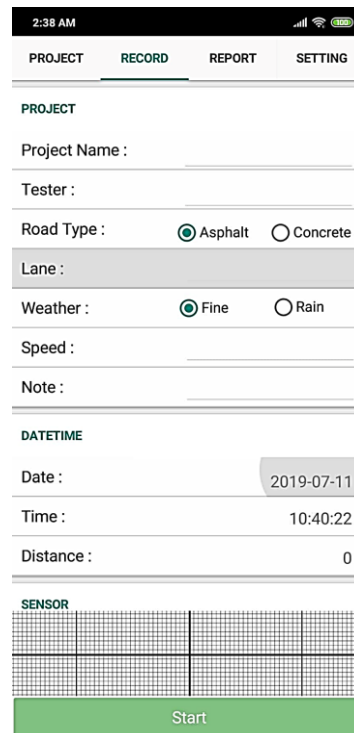 2:38 AM 100
PROJECT RECORD REPORT SETTING
PROJECT
Project Name :
Tester :
Road Type : Asphalt Concrete
Lane :
Weather : Fine Rain
Speed :
Note :
DATETIME
Date : 2019-07-11
Time : 10:40:22
Distance : 0
SENSOR
Start